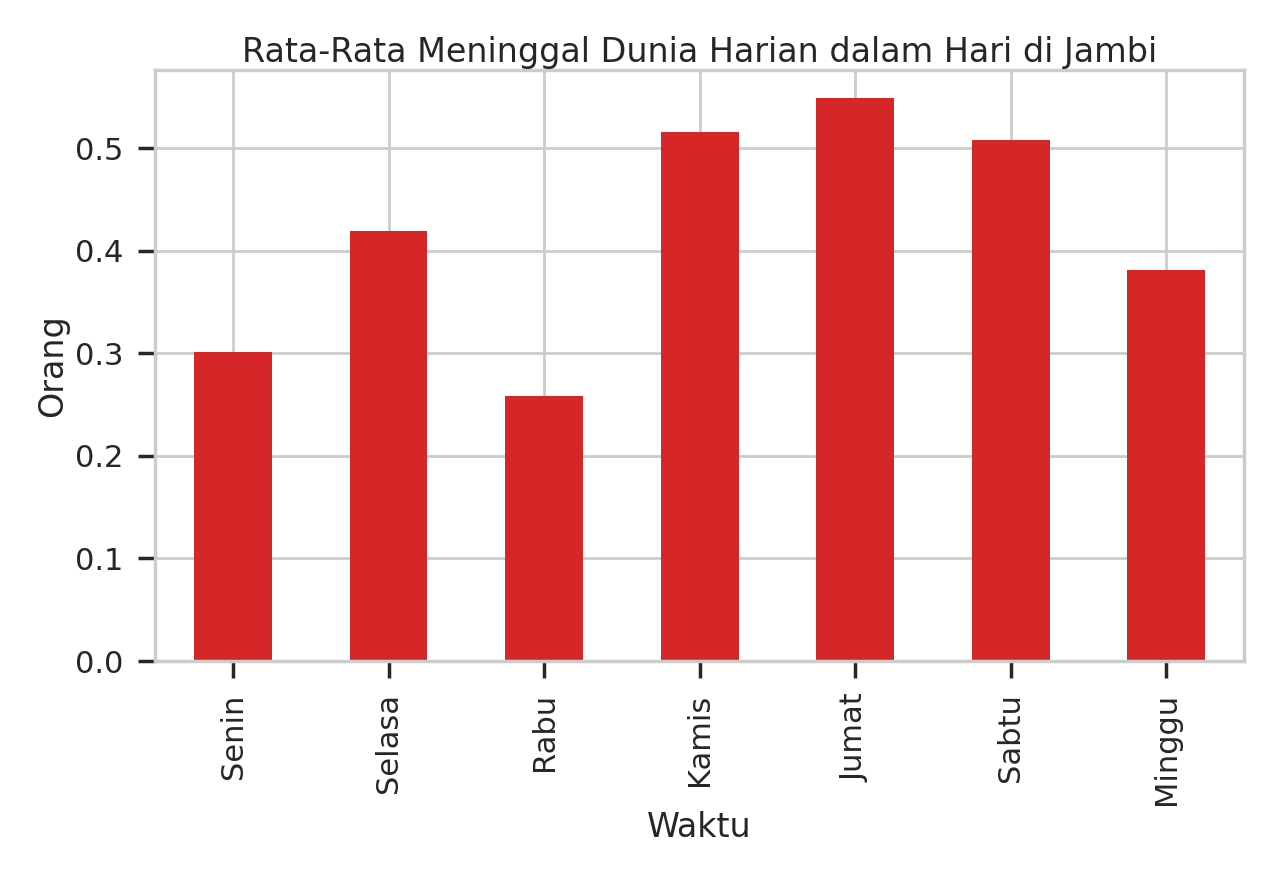 Rata-Rata Meninggal Dunia Harian dalam Hari di Jambi
Orang
0.5
0.4
0.3
0.2
0.1
0.0
Senin
Selasa
Rabu
Kamis
Jumat
Sabtu
Minggu
Waktu